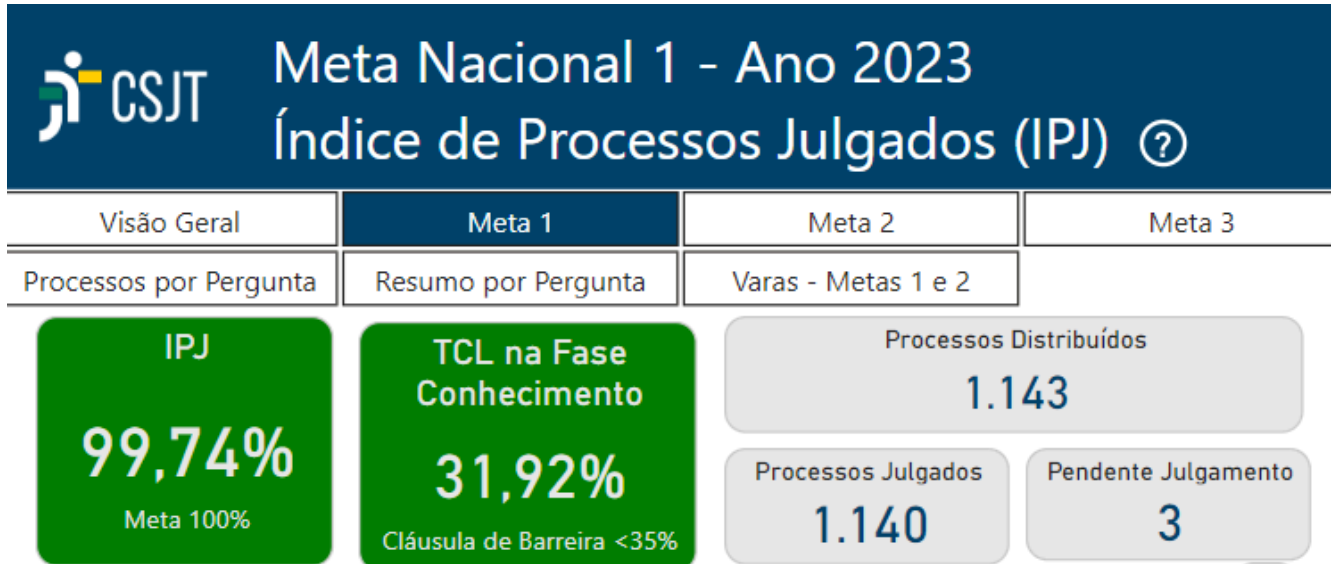 CSJT
Meta Nacional 1 - Ano 2023
Índice de Processos Julgados (IPJ) ?
Visão Geral
Meta 1
Meta 2
Meta 3
Processos por Pergunta
Resumo por Pergunta
Varas - Metas 1 e 2
IPJ
99,74%
Meta 100%
TCL na Fase
Conhecimento
31,92%
Cláusula de Barreira <35%
Processos Distribuídos
1.143
Processos Julgados
1.140
Pendente Julgamento
3